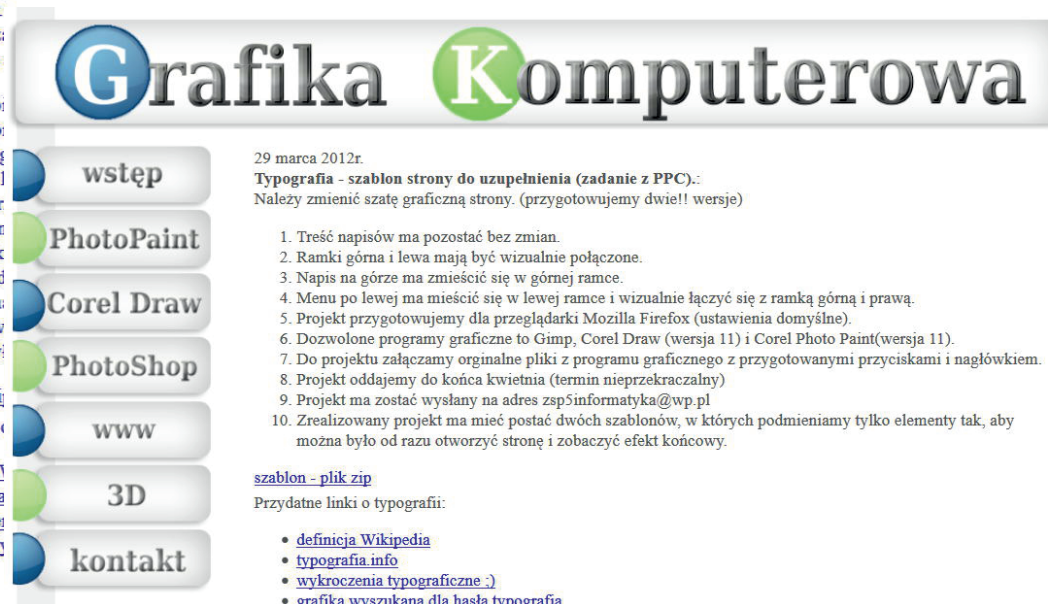 Grafika Komputerowa
wstęp
PhotoPaint
Corel Draw
PhotoShop
www
3D
kontakt
29 marca 2012r.
Typografia - szablon strony do uzupełnienia (zadanie z PPC).:
Należy zmienić szatę graficzną strony. (przygotowujemy dwie!! wersje)
1. Treść napisów ma pozostać bez zmian.
2. Ramki górna i lewa mają być wizualnie połączone.
3. Napis na górze ma zmieścić się w górnej ramce.
4. Menu po lewej ma mieścić się w lewej ramce i wizualnie łączyć się z ramką górną i prawą.
5. Projekt przygotowujemy dla przeglądarki Mozilla Firefox (ustawienia domyślne).
6. Dozwolone programy graficzne to Gimp, Corel Draw (wersja 11) i Corel Photo Paint(wersja 11).
7. Do projektu załączamy orginalne pliki z programu graficznego z przygotowanymi przyciskami i nagłówkiem.
8. Projekt oddajemy do końca kwietnia (termin nieprzekraczalny)
9. Projekt ma zostać wysłany na adres zsp5informatyka@wp.pl
10. Zrealizowany projekt ma mieć postać dwóch szablonów, w których podmieniamy tylko elementy tak, aby
można było od razu otworzyć stronę i zobaczyć efekt końcowy.
szablon - plik zip
Przydatne linki o typografii:
• definicja Wikipedia
• typografia.info
• wykroczenia typograficzne ;)
• grafika wyszukana dla hasła typografia